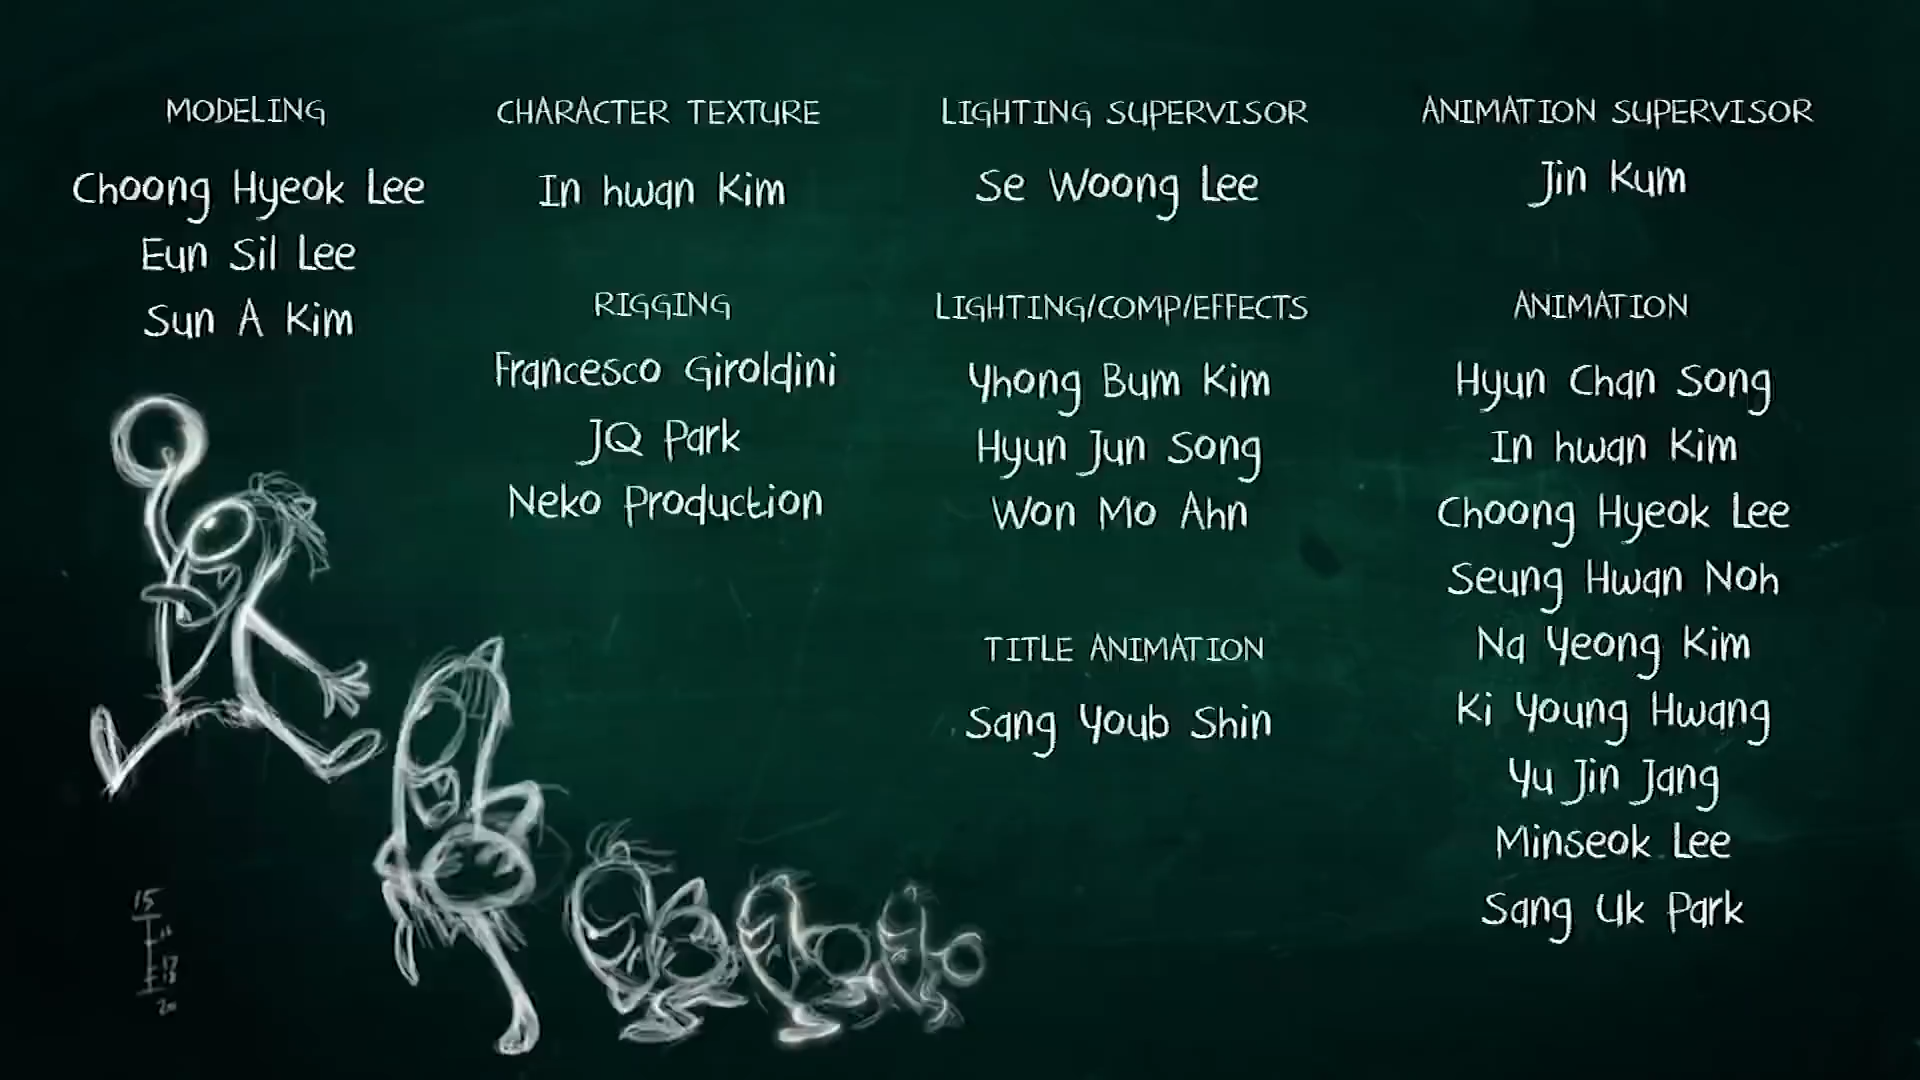 MODELING
Choong Hyeok Lee
Eun Sil Lee
Sun A Kim
CHARACTER TEXTURE
In hwan Kim
RIGGING
Francesco Giroldini
JQ Park
Neko Production
LIGHTING SUPERVISOR
Se Woong Lee
LIGHTING/COMP/EFFECTS
Yhong Bum Kim
Hyun Jun Song
Won Mo Ahn
TITLE ANIMATION
Sang Youb Shin
ANIMATION SUPERVISOR
Jin Kum
ANIMATION
Hyun Chan Song
In hwan Kim
Choong Hyeok Lee
Seung Hwan Noh
Na Yeong Kim
Ki Young Hwang
Yu Jin Jang
Minseok Lee
Sang Uk Park
15
20